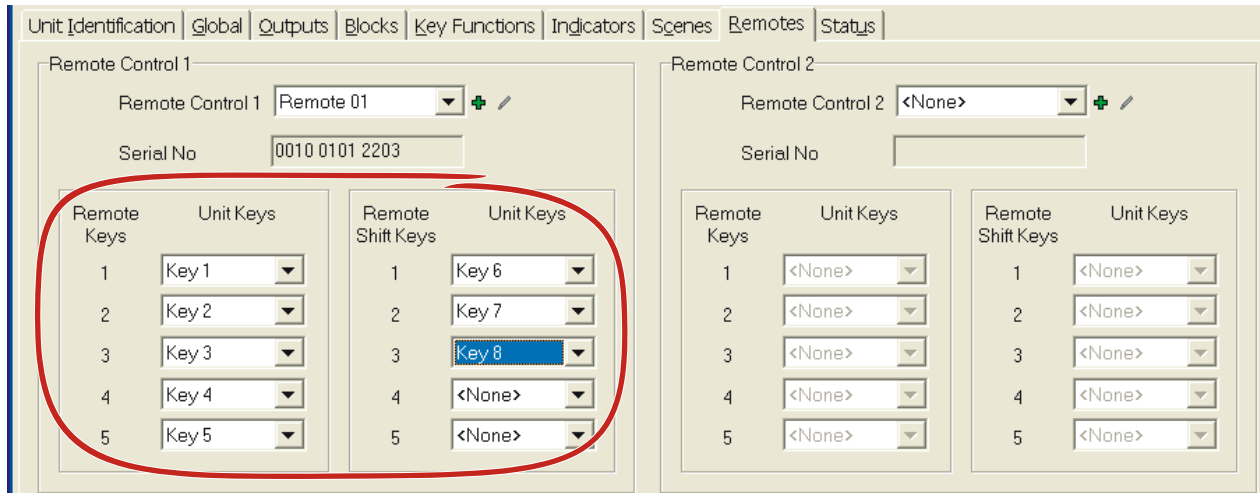 Unit Identification Global Outputs Blocks Key Functions Indicators Scenes Remotes Status
Remote Control 1
Remote Control 1 Remote 01
Serial No 0010 0101 2203
Remote Keys Unit Keys
1 Key 1
2 Key 2
3 Key 3
4 Key 4
5 Key 5
Remote Shift Keys Unit Keys
1 Key 6
2 Key 7
3 Key 8
4 <None>
5 <None>
Remote Control 2
Remote Control 2 <None>
Serial No
Remote Keys Unit Keys
1 <None>
2 <None>
3 <None>
4 <None>
5 <None>
Remote Shift Keys Unit Keys
1 <None>
2 <None>
3 <None>
4 <None>
5 <None>